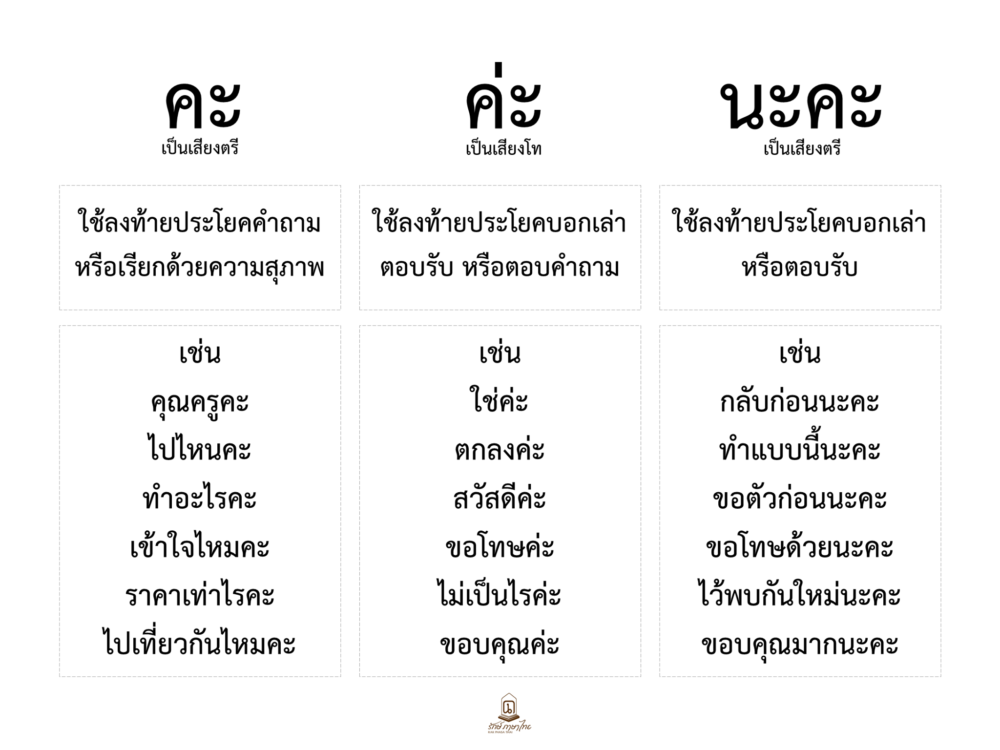 คะ
เป็นเสียงตรี
ใช้ลงท้ายประโยคคำถาม
หรือเรียกด้วยความสุภาพ
เช่น
คุณครูคะ
ไปไหนคะ
ทำอะไรคะ
เข้าใจไหมคะ
ราคาเท่าไรคะ
ไปเที่ยวกันไหมคะ
ค่ะ
เป็นเสียงโท
ใช้ลงท้ายประโยคบอกเล่า
ตอบรับ หรือตอบคำถาม
เช่น
ใช่ค่ะ
ตกลงค่ะ
สวัสดีค่ะ
ขอโทษค่ะ
ไม่เป็นไรค่ะ
ขอบคุณค่ะ
นะคะ
เป็นเสียงตรี
ใช้ลงท้ายประโยคบอกเล่า
หรือตอบรับ
เช่น
กลับก่อนนะคะ
ทำแบบนี้นะคะ
ขอตัวก่อนนะคะ
ขอโทษด้วยนะคะ
ไว้พบกันใหม่นะคะ
ขอบคุณมากนะคะ
น
รักษ์ภาษาไทย
RAK PHASA THAI